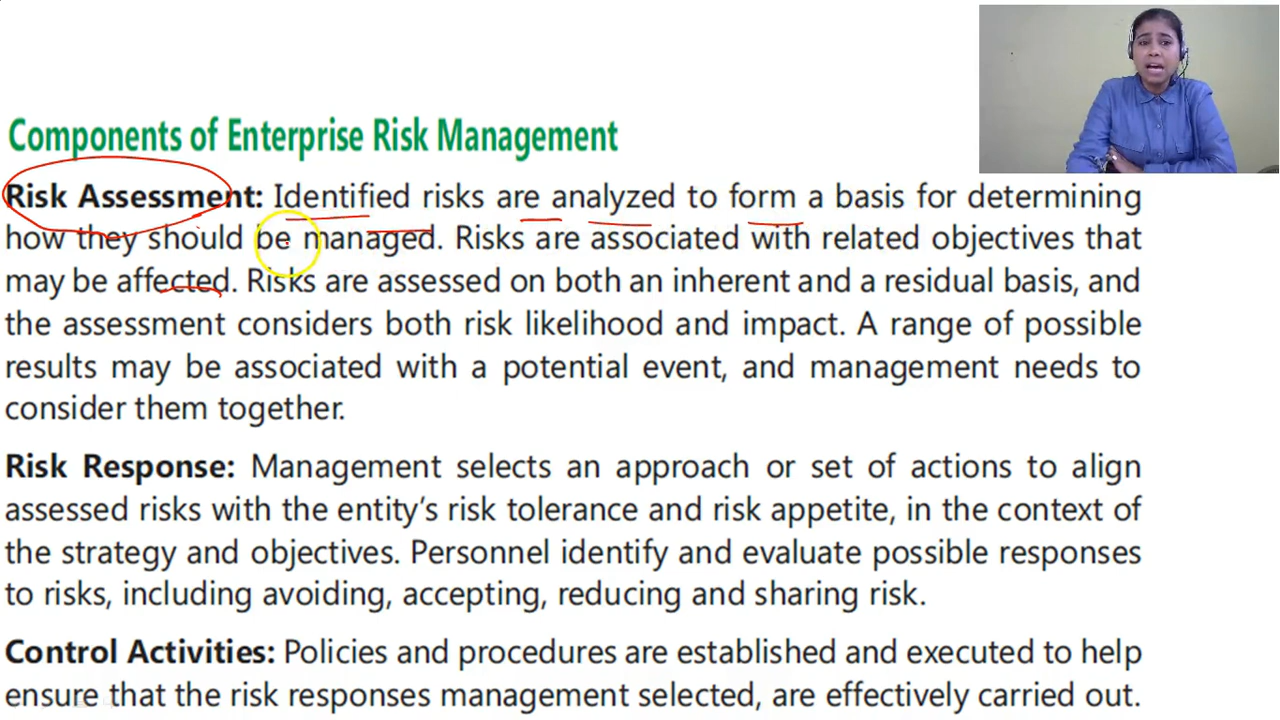 Components of Enterprise Risk Management
Risk Assessment: Identified risks are analyzed to form a basis for determining
how they should be managed. Risks are associated with related objectives that
may be affected. Risks are assessed on both an inherent and a residual basis, and
the assessment considers both risk likelihood and impact. A range of possible
results may be associated with a potential event, and management needs to
consider them together.
Risk Response: Management selects an approach or set of actions to align
assessed risks with the entity’s risk tolerance and risk appetite, in the context of
the strategy and objectives. Personnel identify and evaluate possible responses
to risks, including avoiding, accepting, reducing and sharing risk.
Control Activities: Policies and procedures are established and executed to help
ensure that the risk responses management selected, are effectively carried out.